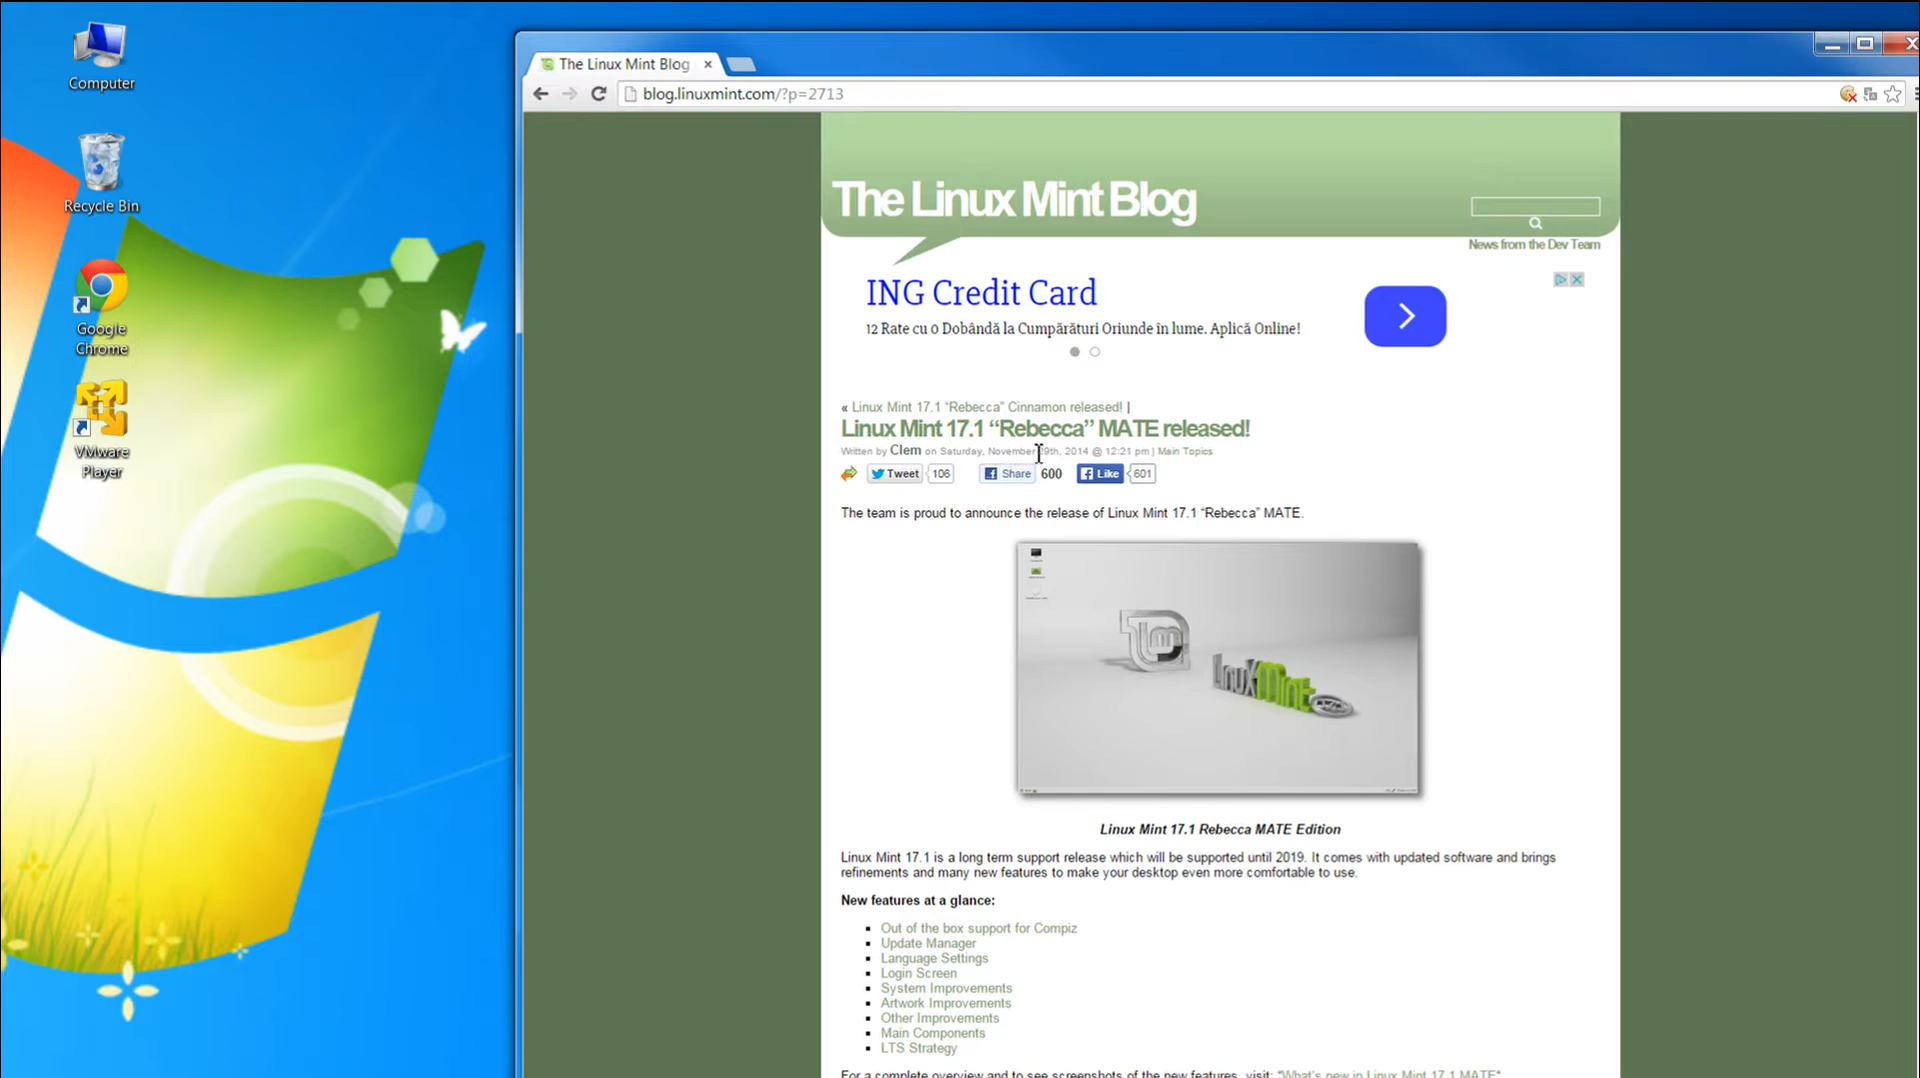 Computer
Recycle Bin
Google
Chrome
VMware
Player
The Linux Mint Blog
blog.linuxmint.com/?p=2713
The Linux Mint Blog
News from the Dev Team
ING Credit Card
12 Rate cu 0 Dobândă la Cumpărături Oriunde în lume. Aplică Online!
« Linux Mint 17.1 “Rebecca” Cinnamon released! |
Linux Mint 17.1 “Rebecca” MATE released!
Written by Clem on Saturday, November 29th, 2014 @ 12:21 pm | Main Topics
Tweet 106 Share 600 Like 601
The team is proud to announce the release of Linux Mint 17.1 “Rebecca” MATE.
Linux Mint
Linux Mint 17.1 Rebecca MATE Edition
Linux Mint 17.1 is a long term support release which will be supported until 2019. It comes with updated software and brings
refinements and many new features to make your desktop even more comfortable to use.
New features at a glance:
Out of the box support for Compiz
Update Manager
Language Settings
Login Screen
System Improvements
Artwork Improvements
Other Improvements
Main Components
LTS Strategy
For a complete overview and to see screenshots of the new features, visit: “What's new in Linux Mint 17.1 MATE“.